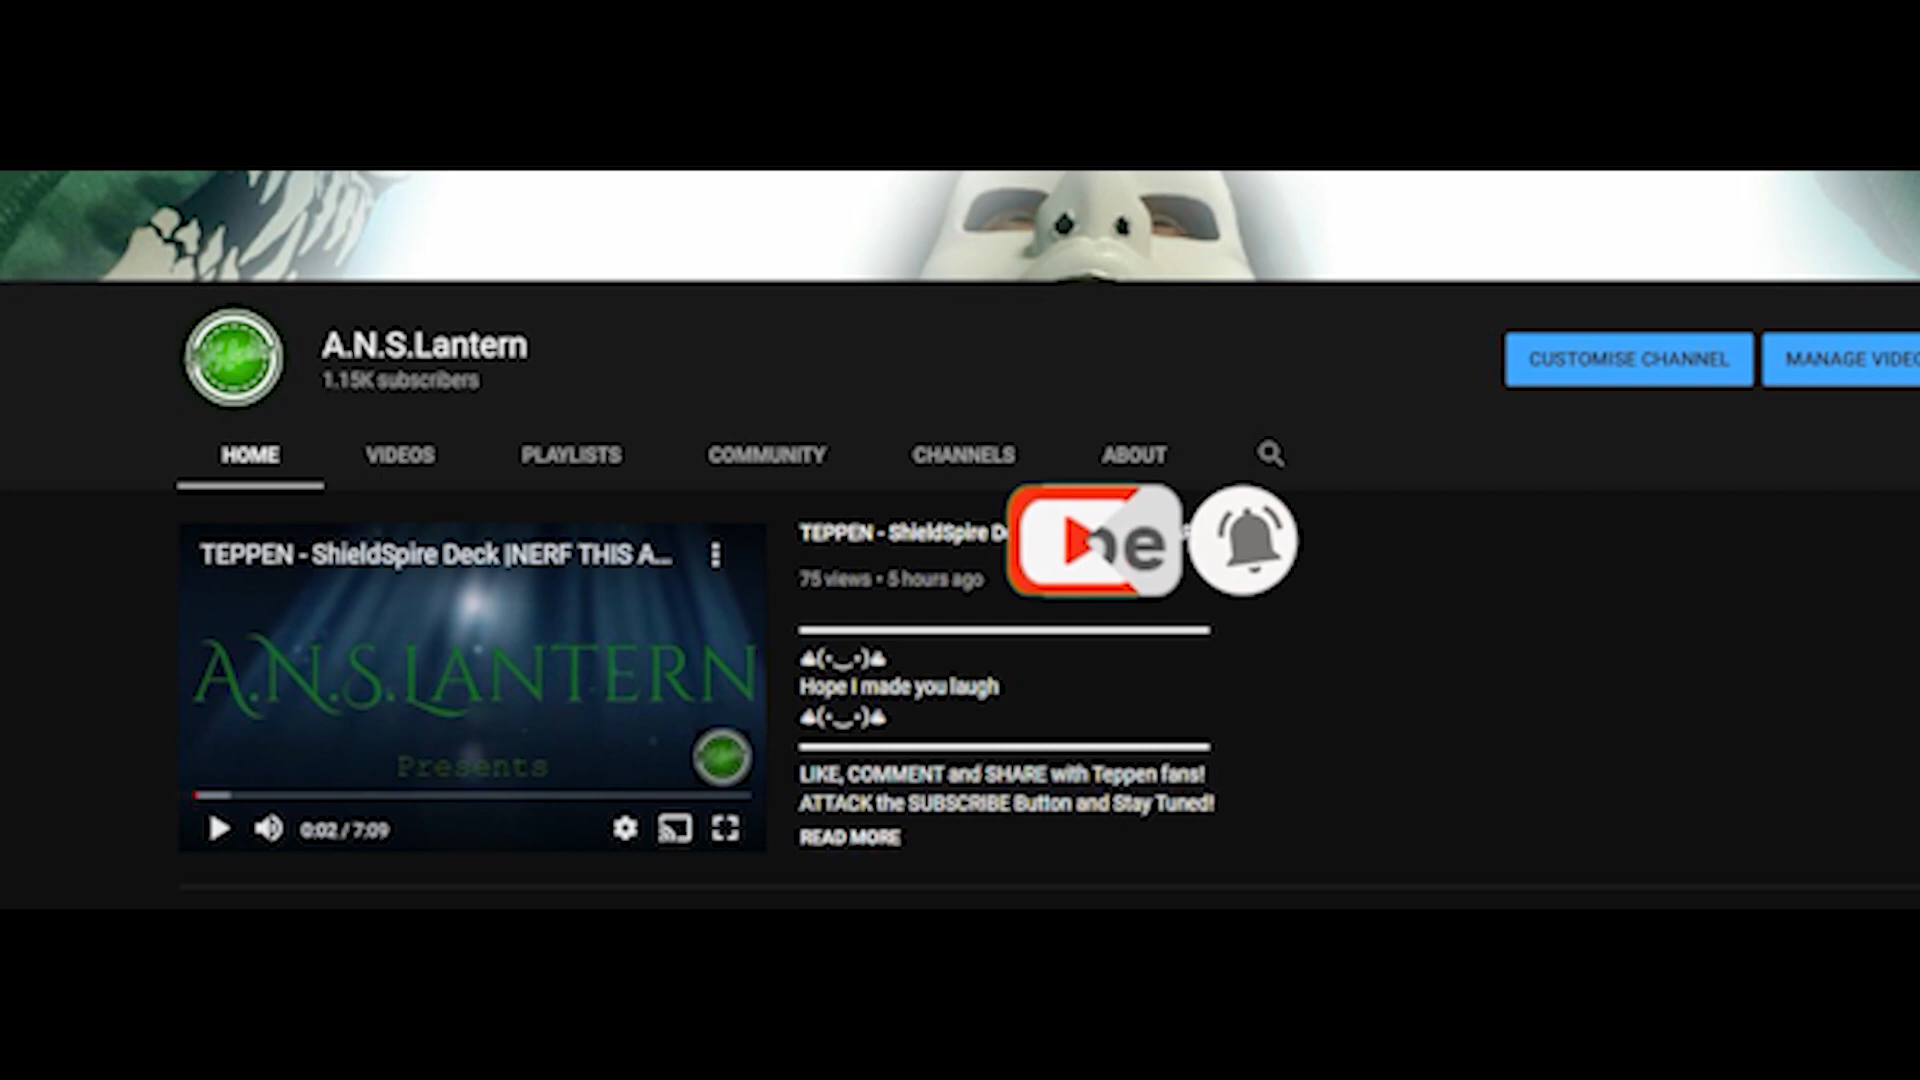 A.N.S.Lantern
1.15K subscribers
CUSTOMISE CHANNEL
MANAGE VIDEO
HOME
VIDEOS
PLAYLISTS
COMMUNITY
CHANNELS
ABOUT
TEPPEN - ShieldSpire Deck |NERF THIS A...
A.N.S.LANTERN
Presents
0:02 / 7:09
TEPPEN - ShieldSpire
75 views • 5 hours ago
Hope I made you laugh
LIKE, COMMENT and SHARE with Teppen fans!
ATTACK the SUBSCRIBE Button and Stay Tuned!
READ MORE